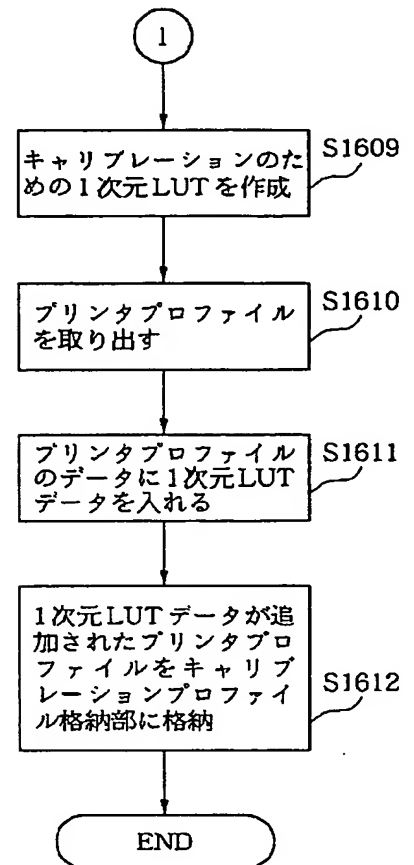 1
キャリブレーションのた
めの1次元LUTを作成
S1609
プリンタプロファイル
を取り出す
S1610
プリンタプロファイル
のデータに1次元LUT
データを入れる
S1611
1次元LUTデータが追
加されたプリンタプロ
ファイルをキャリブ
レーションプロファイ
ル格納部に格納
S1612
END